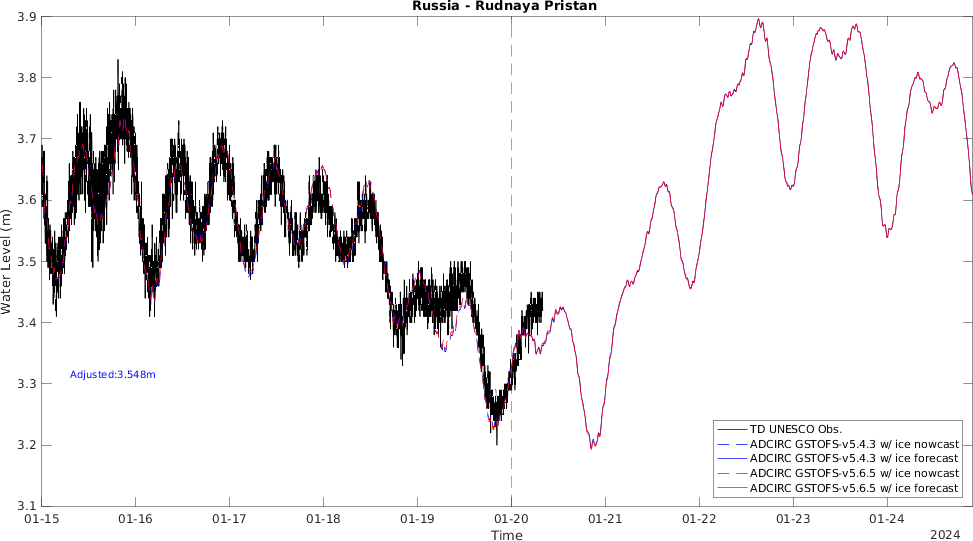 Russia - Rudnaya Pristan
3.9
3.8
3.7
3.6
3.5
3.4
3.3
3.2
3.1
Water Level (m)
Adjusted:3.548m
TD UNESCO Obs.
ADCIRC GSTOFS-v5.4.3 w/ ice nowcast
ADCIRC GSTOFS-v5.4.3 w/ ice forecast
ADCIRC GSTOFS-v5.6.5 w/ ice nowcast
ADCIRC GSTOFS-v5.6.5 w/ ice forecast
01-15 01-16 01-17 01-18 01-19 01-20 01-21 01-22 01-23 01-24
Time
2024